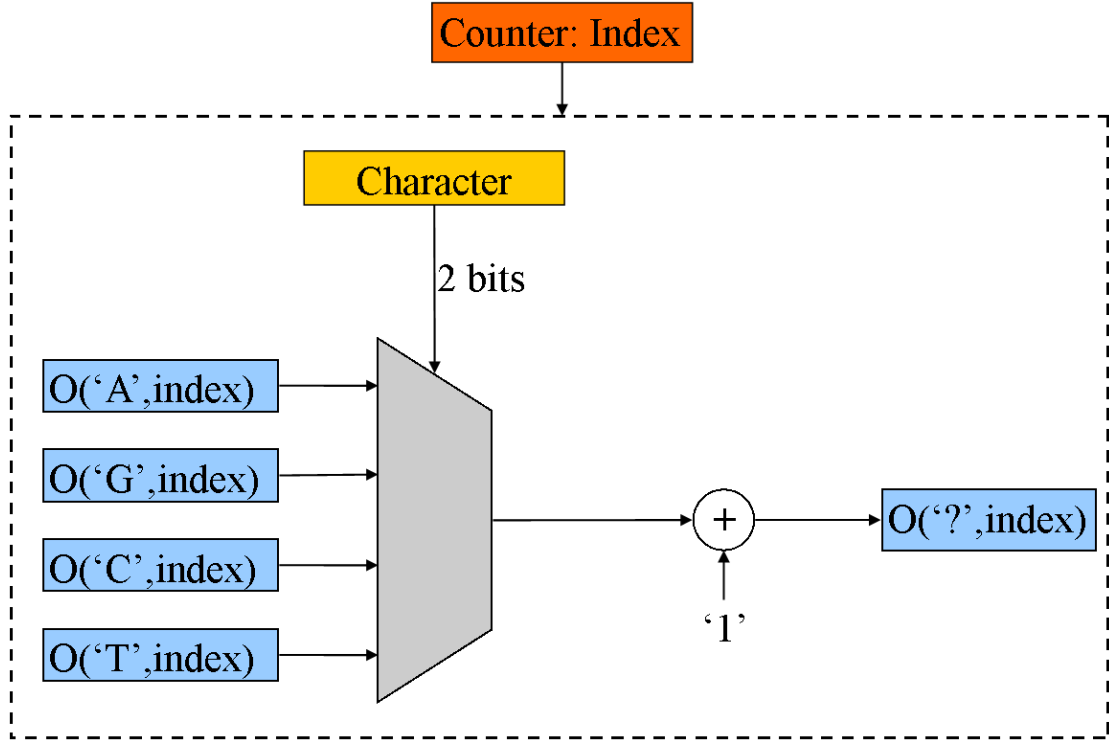 Counter: Index
Character
2 bits
O(‘A’,index)
O(‘G’,index)
O(‘C’,index)
O(‘T’,index)
+
O(‘?’,index)
‘1’